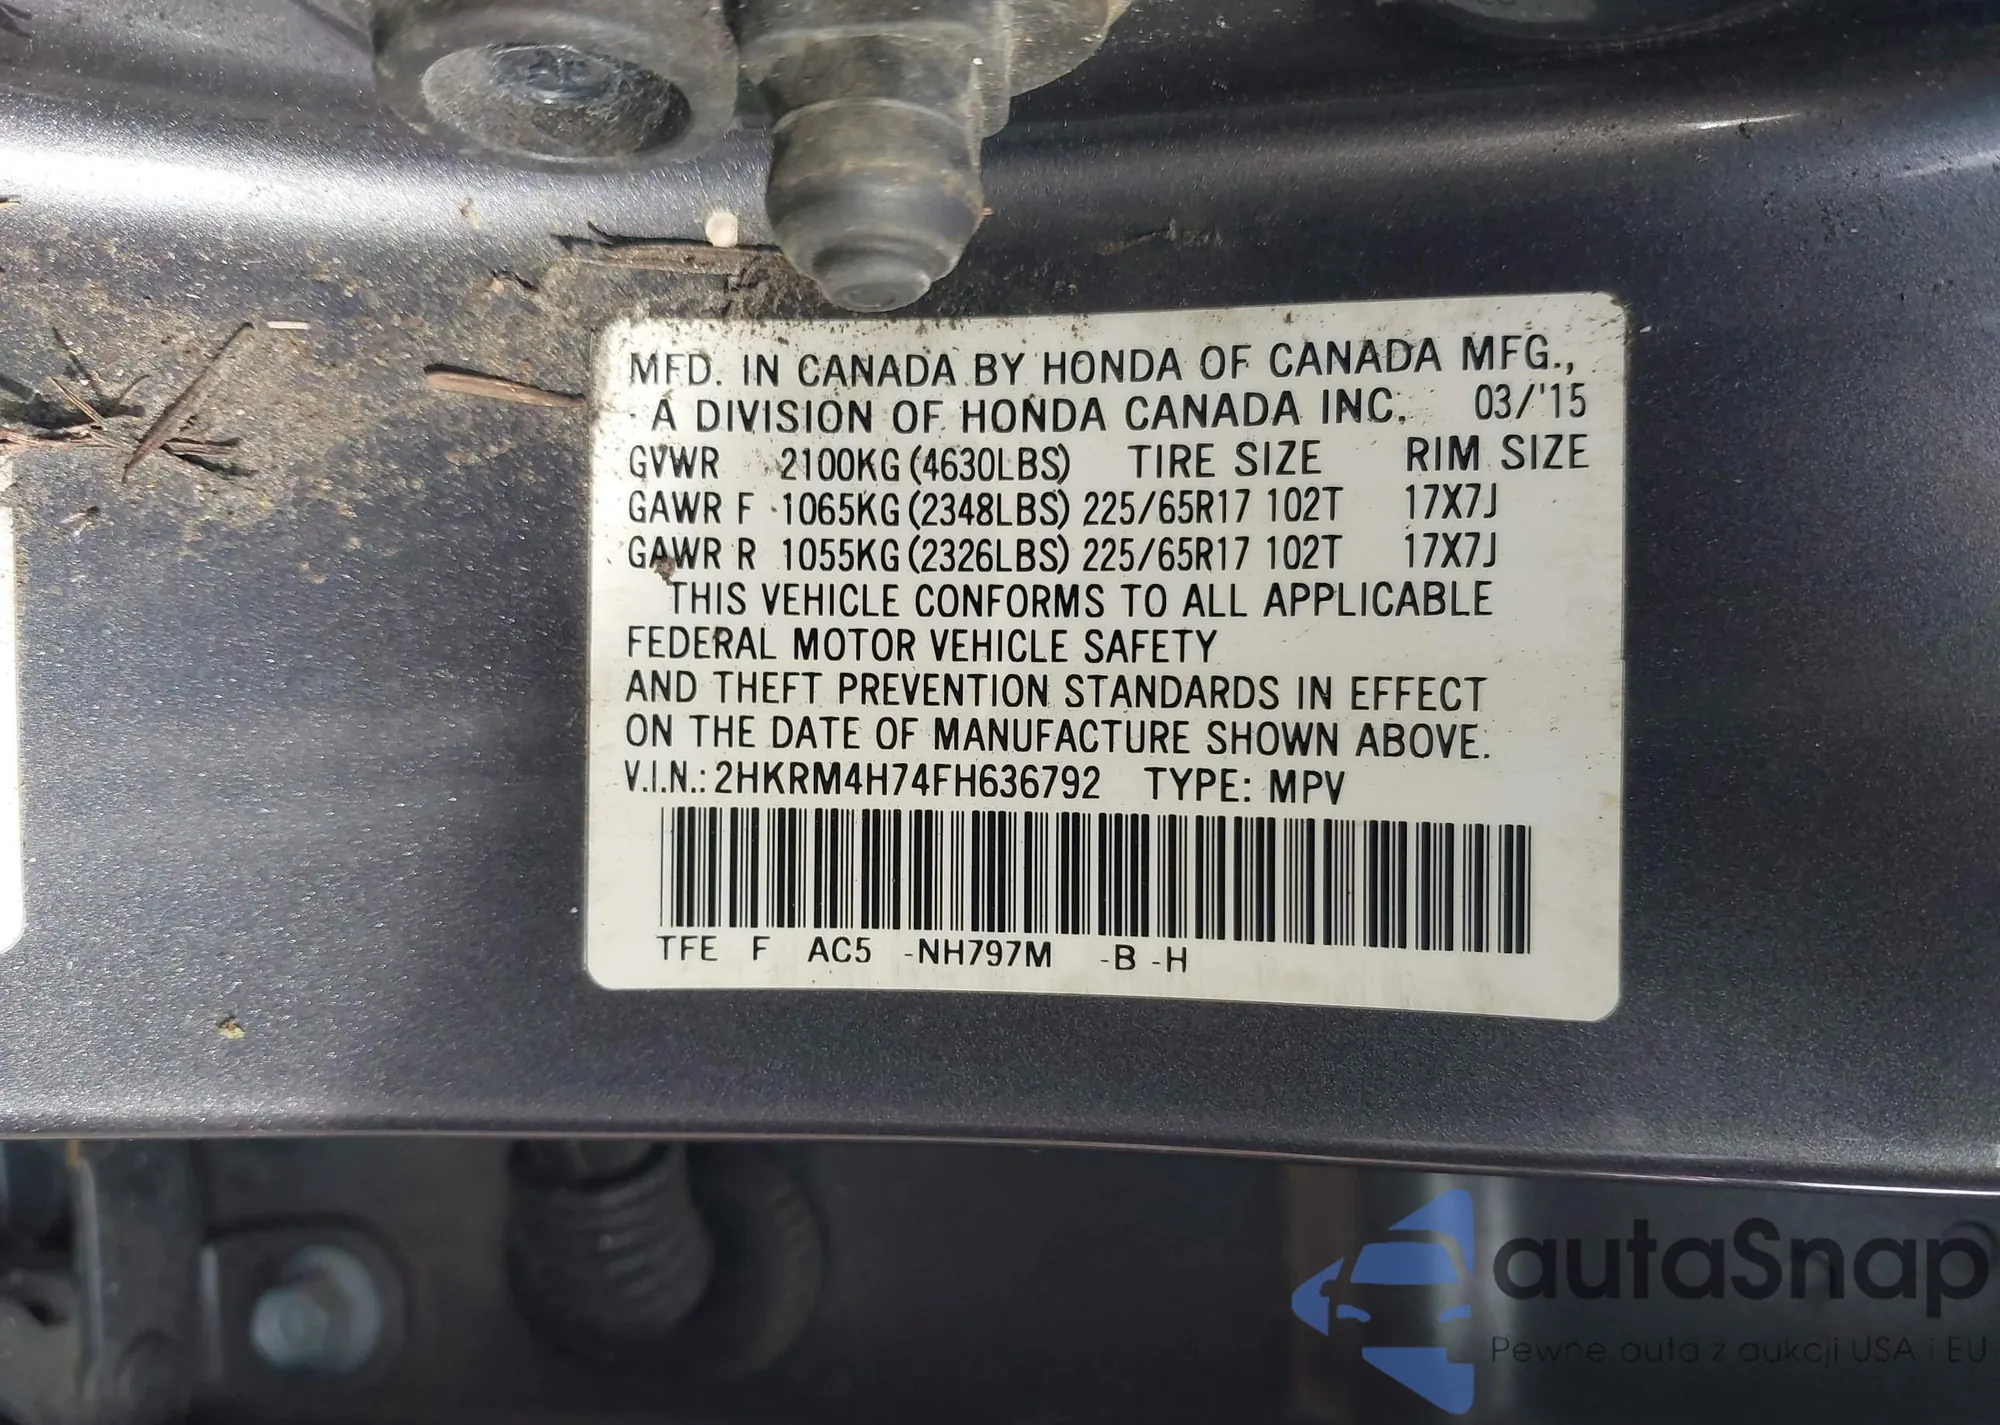 MFD. IN CANADA BY HONDA OF CANADA MFG.,
A DIVISION OF HONDA CANADA INC. 03/'15
GVWR 2100KG (4630LBS) TIRE SIZE RIM SIZE
GAWR F 1065KG (2348LBS) 225/65R17 102T 17X7J
GAWR R 1055KG (2326LBS) 225/65R17 102T 17X7J
THIS VEHICLE CONFORMS TO ALL APPLICABLE
FEDERAL MOTOR VEHICLE SAFETY
AND THEFT PREVENTION STANDARDS IN EFFECT
ON THE DATE OF MANUFACTURE SHOWN ABOVE.
V.I.N.: 2HKRM4H74FH636792 TYPE: MPV
TFE F AC5 -NH797M -B -H
autaSnap
Pewne auta z aukcji USA i EU